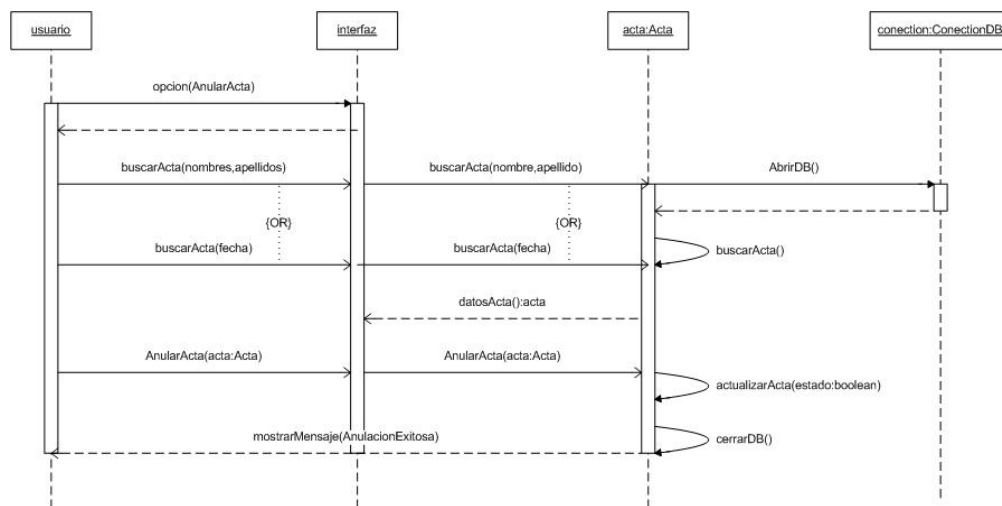 usuario
interfaz
acta:Acta
conection:ConectionDB
opcion(AnularActa)
buscarActa(nombres,apellidos)
buscarActa(nombre,apellido)
AbrirDB()
{OR}
{OR}
buscarActa(fecha)
buscarActa(fecha)
buscarActa()
datosActa():acta
AnularActa(acta:Acta)
AnularActa(acta:Acta)
actualizarActa(estado:boolean)
mostrarMensaje(AnulacionExitosa)
cerrarDB()